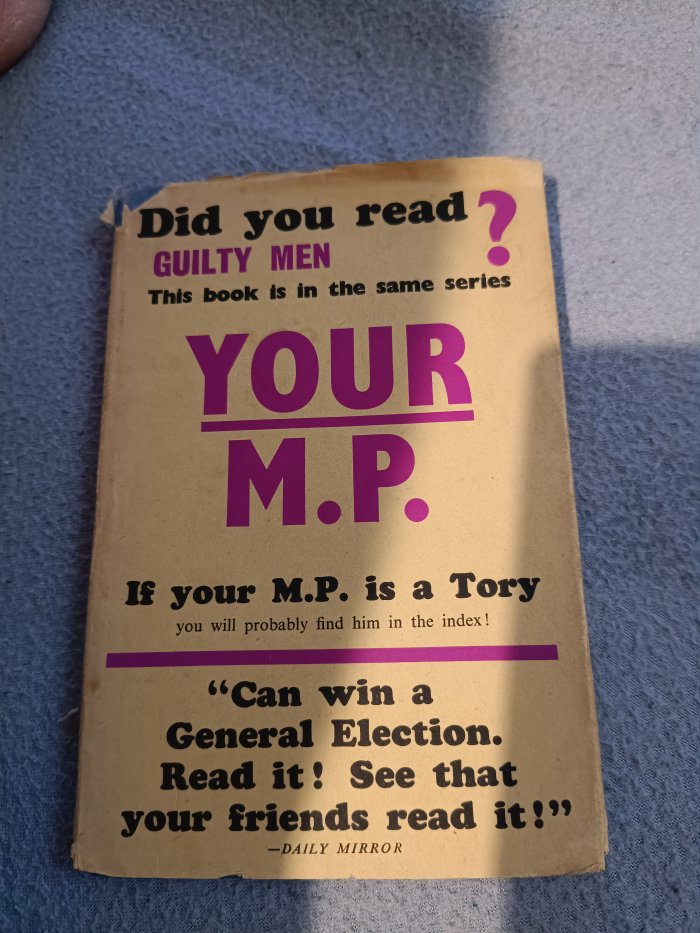 Did you read ?
GUILTY MEN
This book is in the same series
YOUR
M.P.
If your M.P. is a Tory
you will probably find him in the index!
“Can win a
General Election.
Read it! See that
your friends read it!”
—DAILY MIRROR